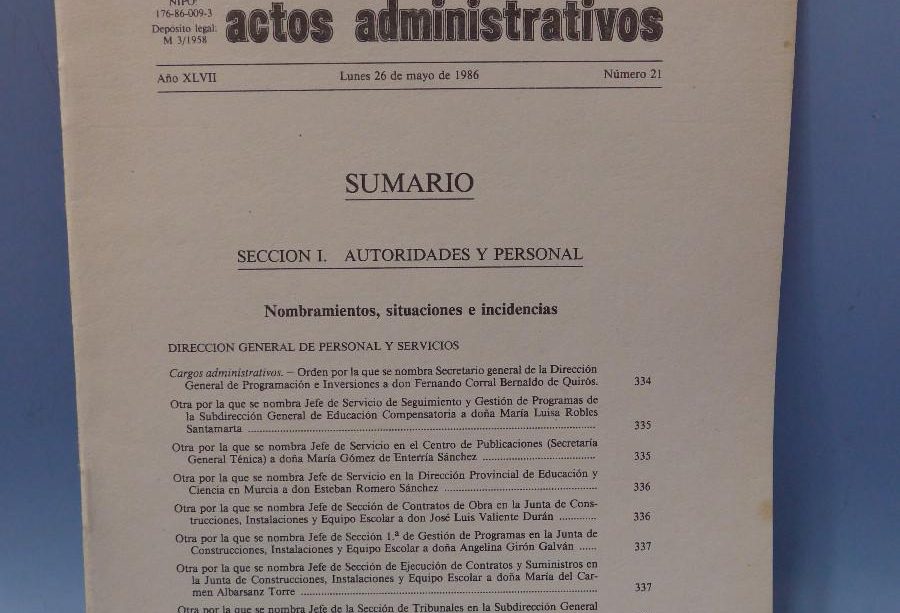 NIPO:
176-86-009-3
Depósito legal:
M 3/1958
actos administrativos
Año XLVII Lunes 26 de mayo de 1986 Número 21
SUMARIO
SECCION I. AUTORIDADES Y PERSONAL
Nombramientos, situaciones e incidencias
DIRECCION GENERAL DE PERSONAL Y SERVICIOS
Cargos administrativos. — Orden por la que se nombra Secretario general de la Dirección
General de Programación e Inversiones a don Fernando Corral Bernaldo de Quirós. 334
Otra por la que se nombra Jefe de Servicio de Seguimiento y Gestión de Programas de
la Subdirección General de Educación Compensatoria a doña María Luisa Robles
Santamarta ........ 335
Otra por la que se nombra Jefe de Servicio en el Centro de Publicaciones (Secretaría
General Ténica) a doña María Gómez de Enterría Sánchez ........ 335
Otra por la que se nombra Jefe de Servicio en la Dirección Provincial de Educación y
Ciencia en Murcia a don Esteban Romero Sánchez ........ 336
Otra por la que se nombra Jefe de Sección de Contratos de Obra en la Junta de Cons-
trucciones, Instalaciones y Equipo Escolar a don José Luis Valiente Durán ........ 336
Otra por la que se nombra Jefe de Sección 1.ª de Gestión de Programas en la Junta de
Construcciones, Instalaciones y Equipo Escolar a doña Angelina Girón Galván ...... 337
Otra por la que se nombra Jefe de Sección de Ejecución de Contratos y Suministros en
la Junta de Construcciones, Instalaciones y Equipo Escolar a doña María del Car-
men Albarsanz Torre ........ 337
Otra por la que se nombra Jefe de la Sección de Tribunales en la Subdirección General